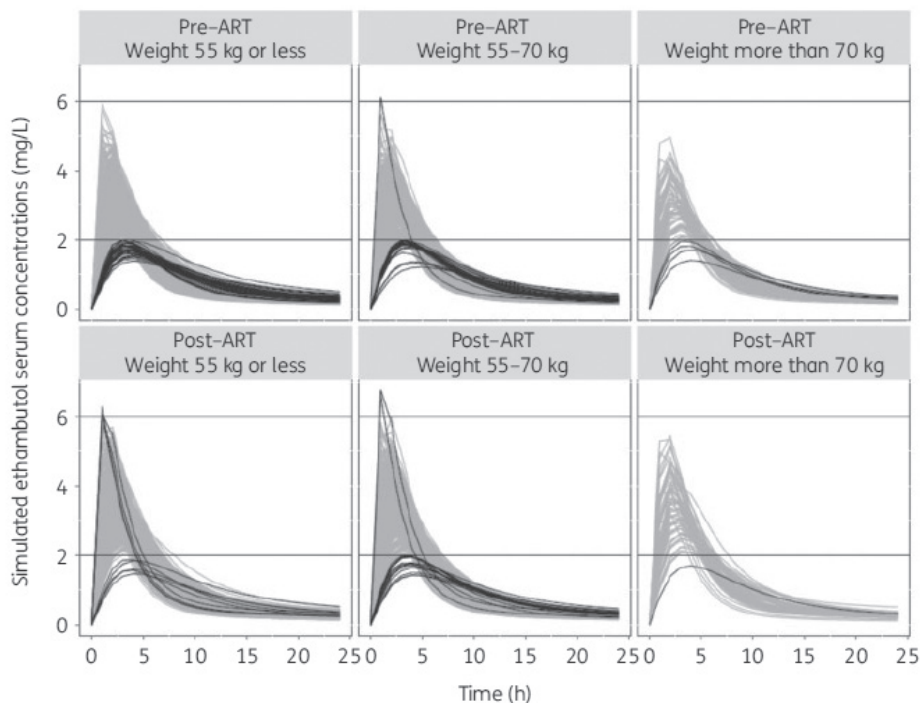 Pre–ART
Weight 55 kg or less
Pre–ART
Weight 55–70 kg
Pre–ART
Weight more than 70 kg
6
4
2
0
Post–ART
Weight 55 kg or less
Post–ART
Weight 55–70 kg
Post–ART
Weight more than 70 kg
6
4
2
0
0 5 10 15 20 25 0 5 10 15 20 25 0 5 10 15 20 25
Time (h)
Simulated ethambutol serum concentrations (mg/L)